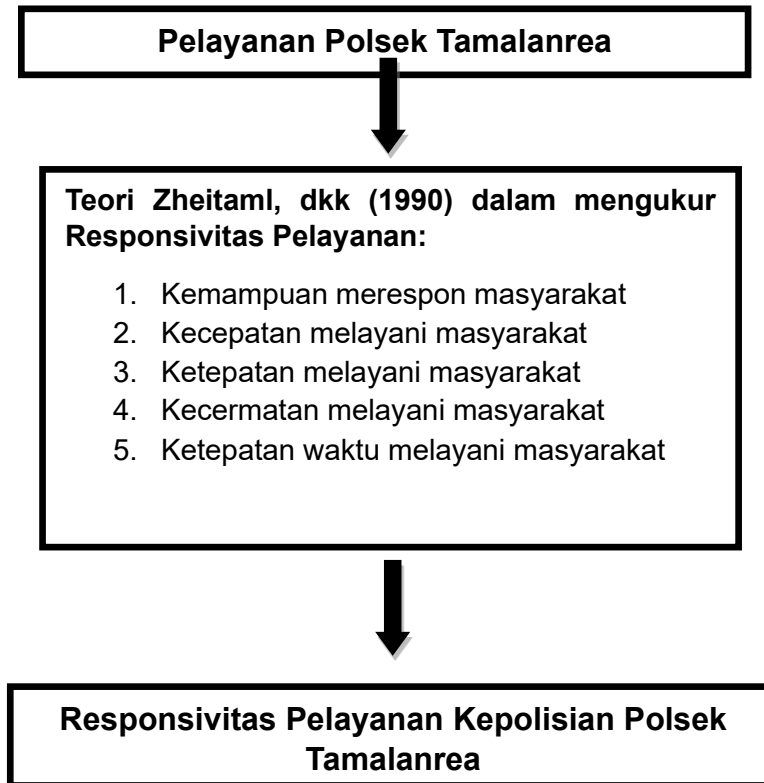 Pelayanan Polsek Tamalanrea
Teori Zheitaml, dkk (1990) dalam mengukur
Responsivitas Pelayanan:
1. Kemampuan merespon masyarakat
2. Kecepatan melayani masyarakat
3. Ketepatan melayani masyarakat
4. Kecermatan melayani masyarakat
5. Ketepatan waktu melayani masyarakat
Responsivitas Pelayanan Kepolisian Polsek
Tamalanrea